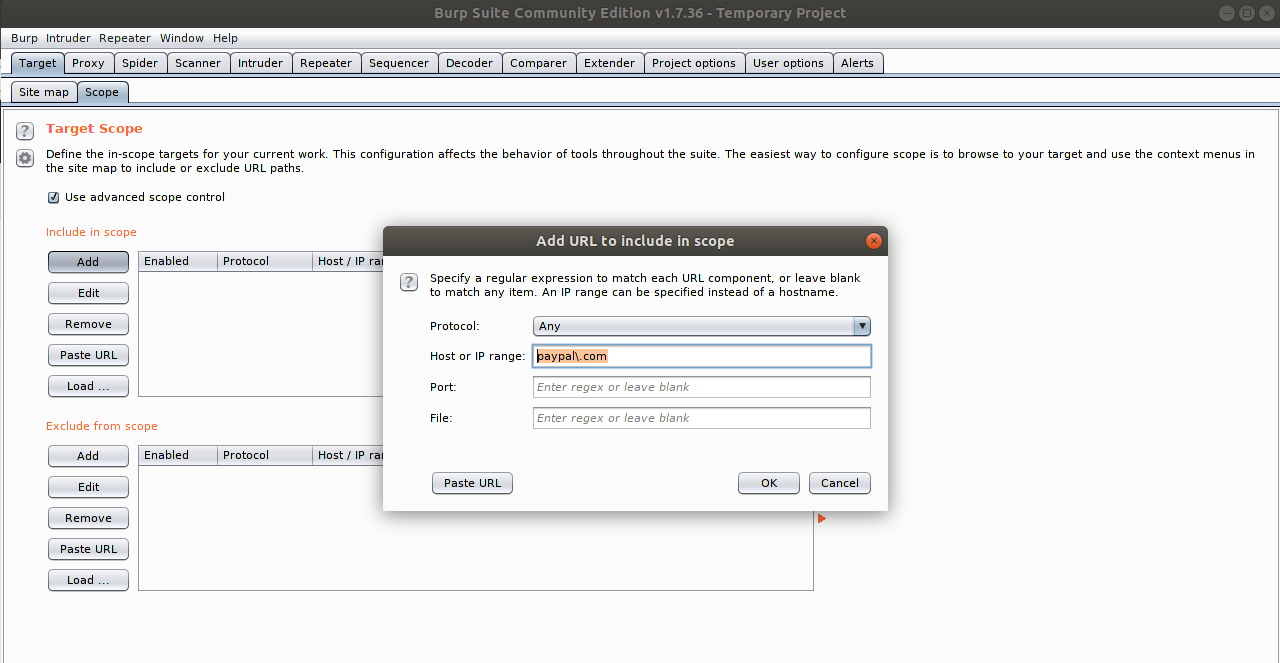 Burp Suite Community Edition v1.7.36 - Temporary Project
Burp Intruder Repeater Window Help
Target Proxy Spider Scanner Intruder Repeater Sequencer Decoder Comparer Extender Project options User options Alerts
Site map Scope
? Target Scope
Define the in-scope targets for your current work. This configuration affects the behavior of tools throughout the suite. The easiest way to configure scope is to browse to your target and use the context menus in
the site map to include or exclude URL paths.
Use advanced scope control
Include in scope
Add
Edit
Remove
Paste URL
Load ...
Enabled Protocol Host / IP ra
Exclude from scope
Add
Edit
Remove
Paste URL
Load ...
Enabled Protocol Host / IP ra
Add URL to include in scope
? Specify a regular expression to match each URL component, or leave blank
to match any item. An IP range can be specified instead of a hostname.
Protocol: Any
Host or IP range: paypal\.com
Port: Enter regex or leave blank
File: Enter regex or leave blank
Paste URL OK Cancel